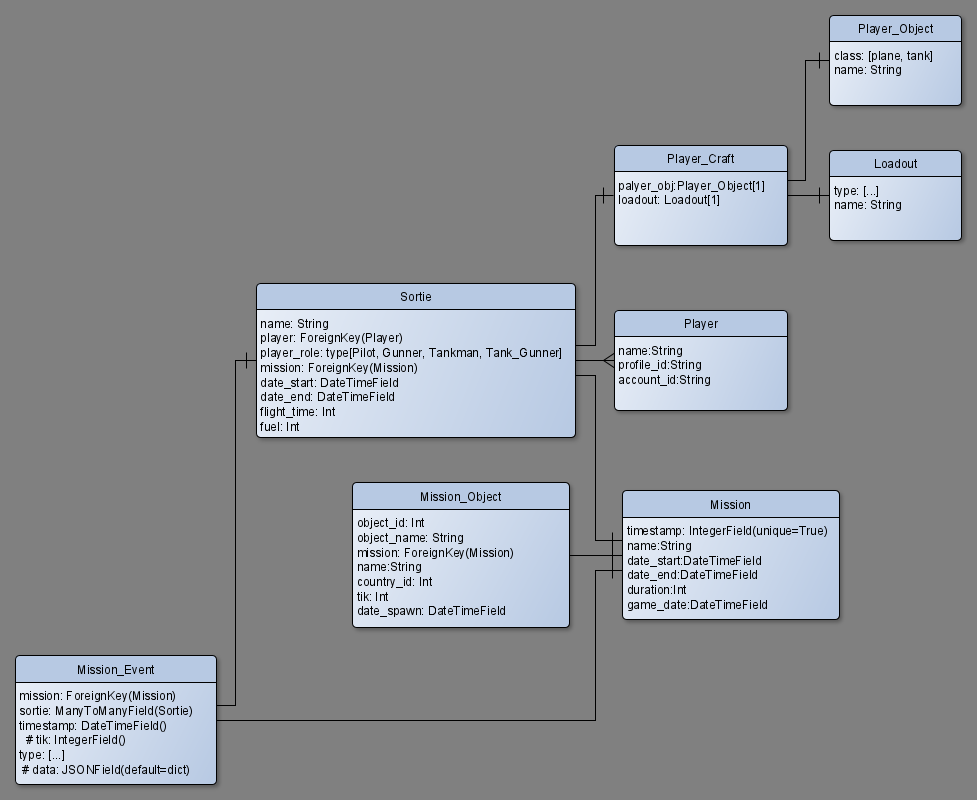 Player_Object
class: [plane, tank]
name: String
Player_Craft
palyer_obj:Player_Object[1]
loadout: Loadout[1]
Loadout
type: [...]
name: String
Sortie
name: String
player: ForeignKey(Player)
player_role: type[Pilot, Gunner, Tankman, Tank_Gunner]
mission: ForeignKey(Mission)
date_start: DateTimeField
date_end: DateTimeField
flight_time: Int
fuel: Int
Player
name:String
profile_id:String
account_id:String
Mission_Object
object_id: Int
object_name: String
mission: ForeignKey(Mission)
name:String
country_id: Int
tik: Int
date_spawn: DateTimeField
Mission
timestamp: IntegerField(unique=True)
name:String
date_start:DateTimeField
date_end:DateTimeField
duration:Int
game_date:DateTimeField
Mission_Event
mission: ForeignKey(Mission)
sortie: ManyToManyField(Sortie)
timestamp: DateTimeField()
# tik: IntegerField()
type: [...]
# data: JSONField(default=dict)